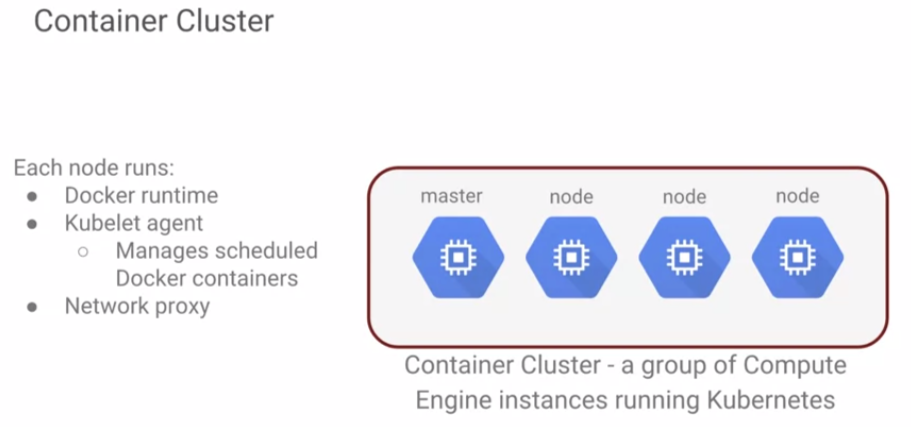 Container Cluster
Each node runs:
● Docker runtime
● Kubelet agent
○ Manages scheduled
Docker containers
● Network proxy
master node node node
Container Cluster - a group of Compute
Engine instances running Kubernetes